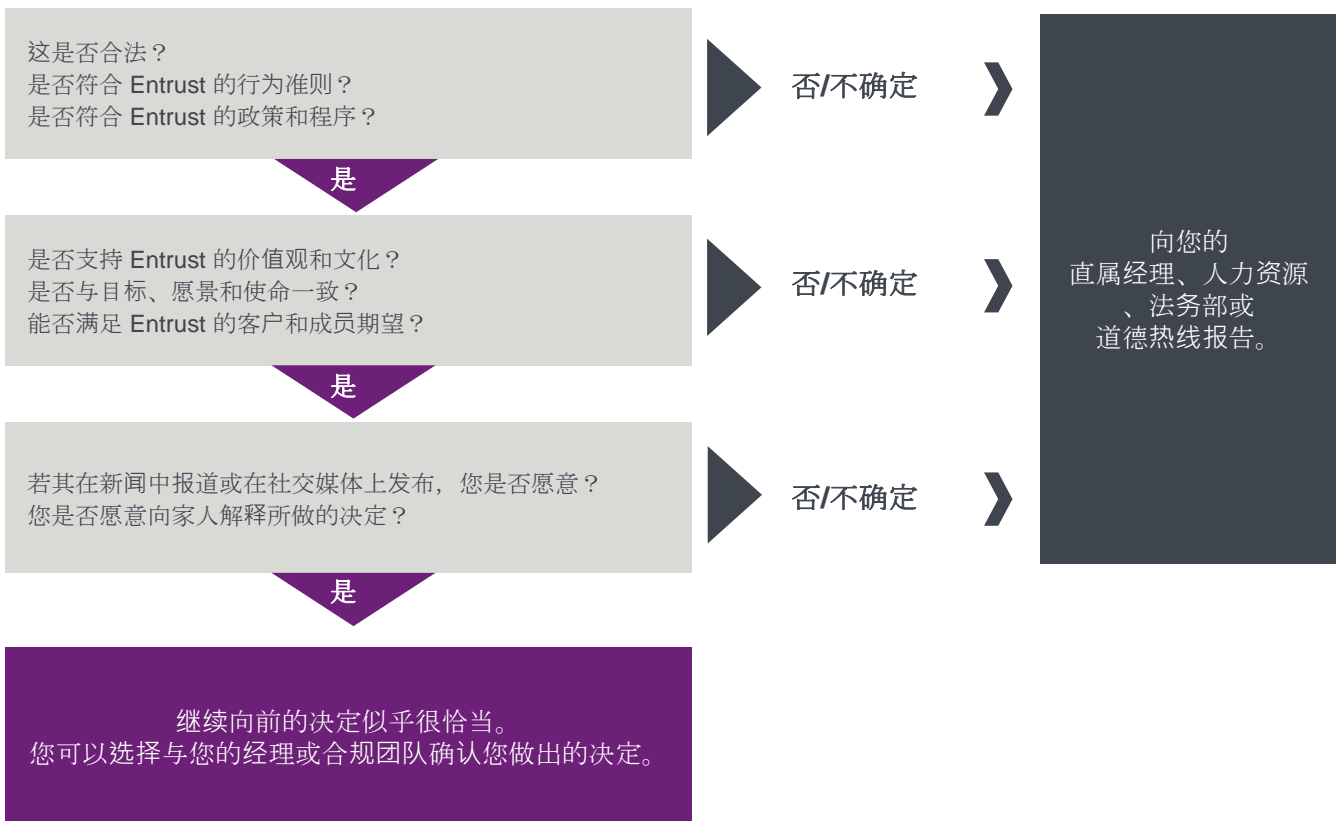 这是否合法？
是否符合 Entrust 的行为准则？
是否符合 Entrust 的政策和程序？
否/不确定
是
是否支持 Entrust 的价值观和文化？
是否与目标、愿景和使命一致？
能否满足 Entrust 的客户和成员期望？
否/不确定
向您的
直属经理、人力资源
、法务部或
道德热线报告。
是
若其在新闻中报道或在社交媒体上发布，您是否愿意？
您是否愿意向家人解释所做的决定？
否/不确定
是
继续向前的决定似乎很恰当。
您可以选择与您的经理或合规团队确认您做出的决定。